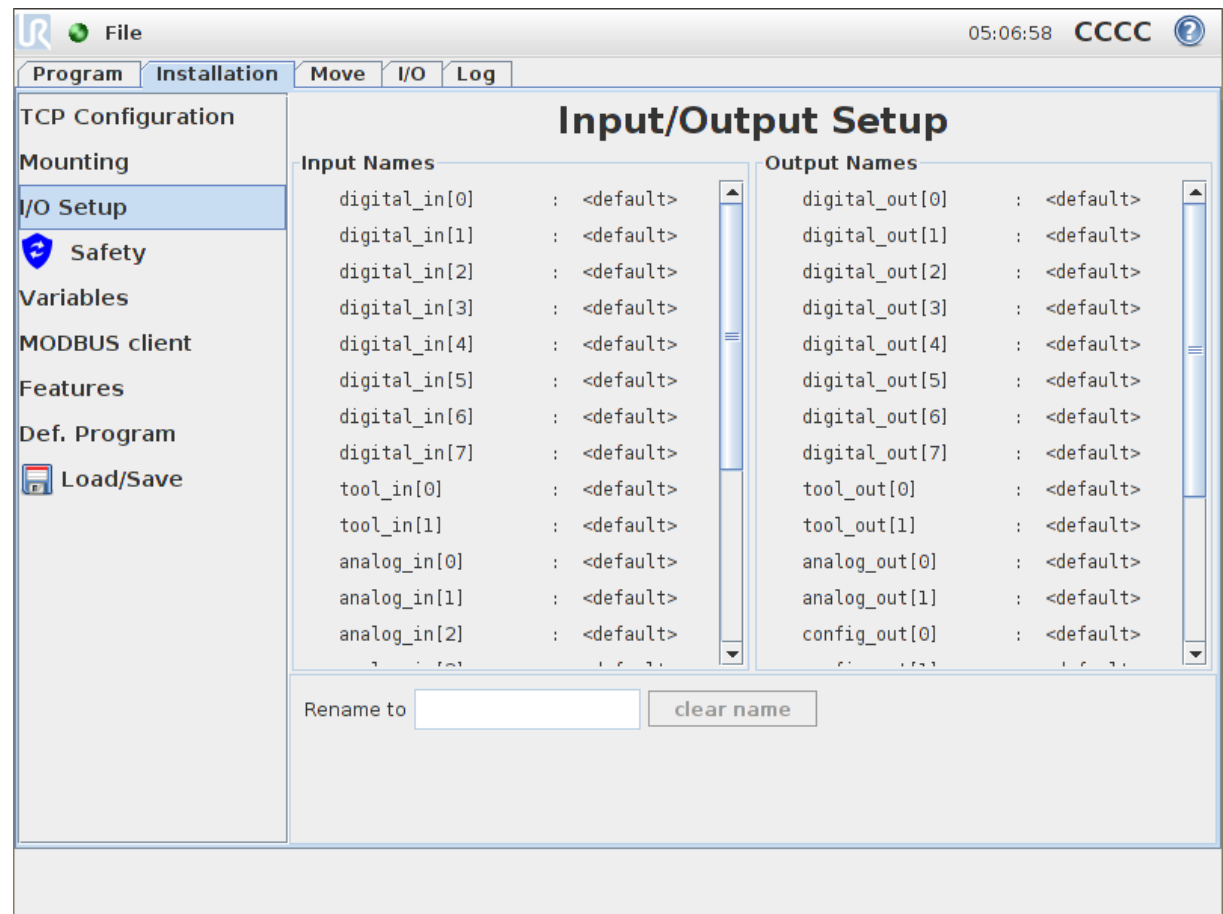 UR File 05:06:58 CCCC ?
Program Installation Move I/O Log
TCP Configuration
Mounting
I/O Setup
Safety
Variables
MODBUS client
Features
Def. Program
Load/Save
Input/Output Setup
Input Names
digital_in[0] : <default>
digital_in[1] : <default>
digital_in[2] : <default>
digital_in[3] : <default>
digital_in[4] : <default>
digital_in[5] : <default>
digital_in[6] : <default>
digital_in[7] : <default>
tool_in[0] : <default>
tool_in[1] : <default>
analog_in[0] : <default>
analog_in[1] : <default>
analog_in[2] : <default>
Output Names
digital_out[0] : <default>
digital_out[1] : <default>
digital_out[2] : <default>
digital_out[3] : <default>
digital_out[4] : <default>
digital_out[5] : <default>
digital_out[6] : <default>
digital_out[7] : <default>
tool_out[0] : <default>
tool_out[1] : <default>
analog_out[0] : <default>
analog_out[1] : <default>
config_out[0] : <default>
Rename to
clear name